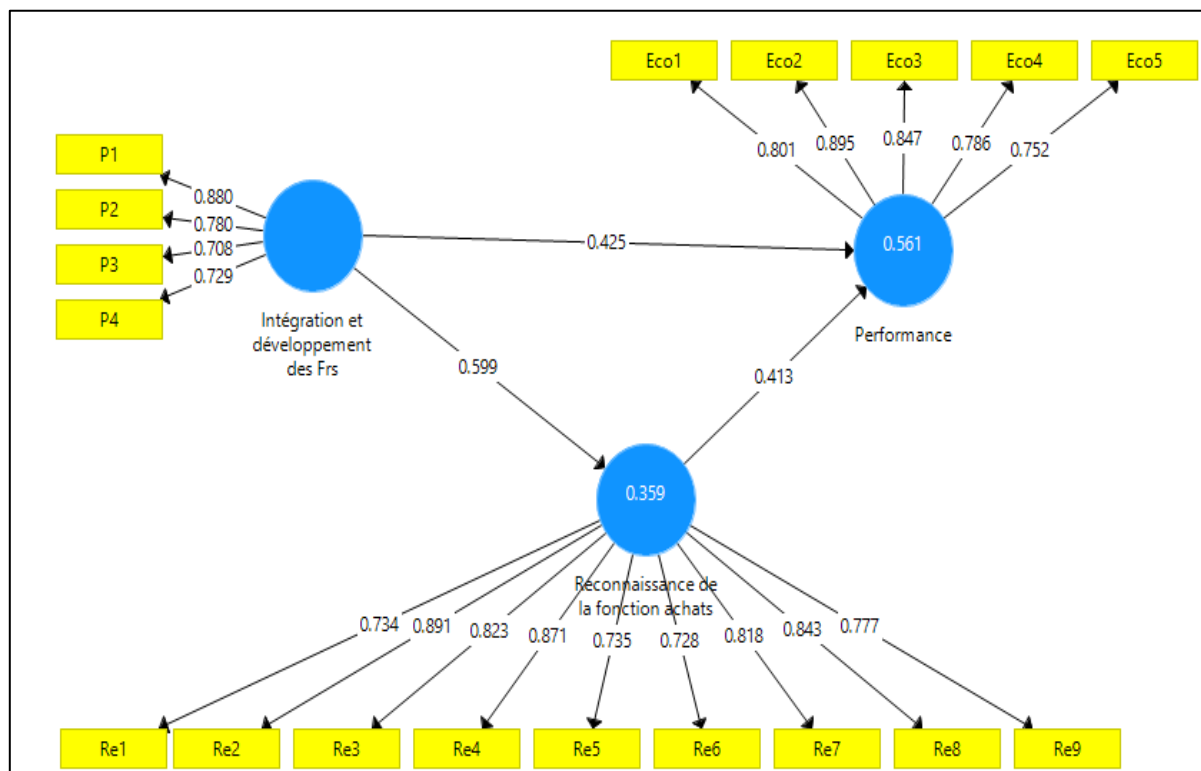 Eco1
Eco2
Eco3
Eco4
Eco5
0.801
0.895
0.847
0.786
0.752
P1
P2
P3
P4
0.880
0.780
0.708
0.729
Intégration et
développement
des Frs
0.425
0.561
Performance
0.599
0.413
0.359
Reconnaissance de
la fonction achats
0.734
0.891
0.823
0.871
0.735
0.728
0.818
0.843
0.777
Re1
Re2
Re3
Re4
Re5
Re6
Re7
Re8
Re9